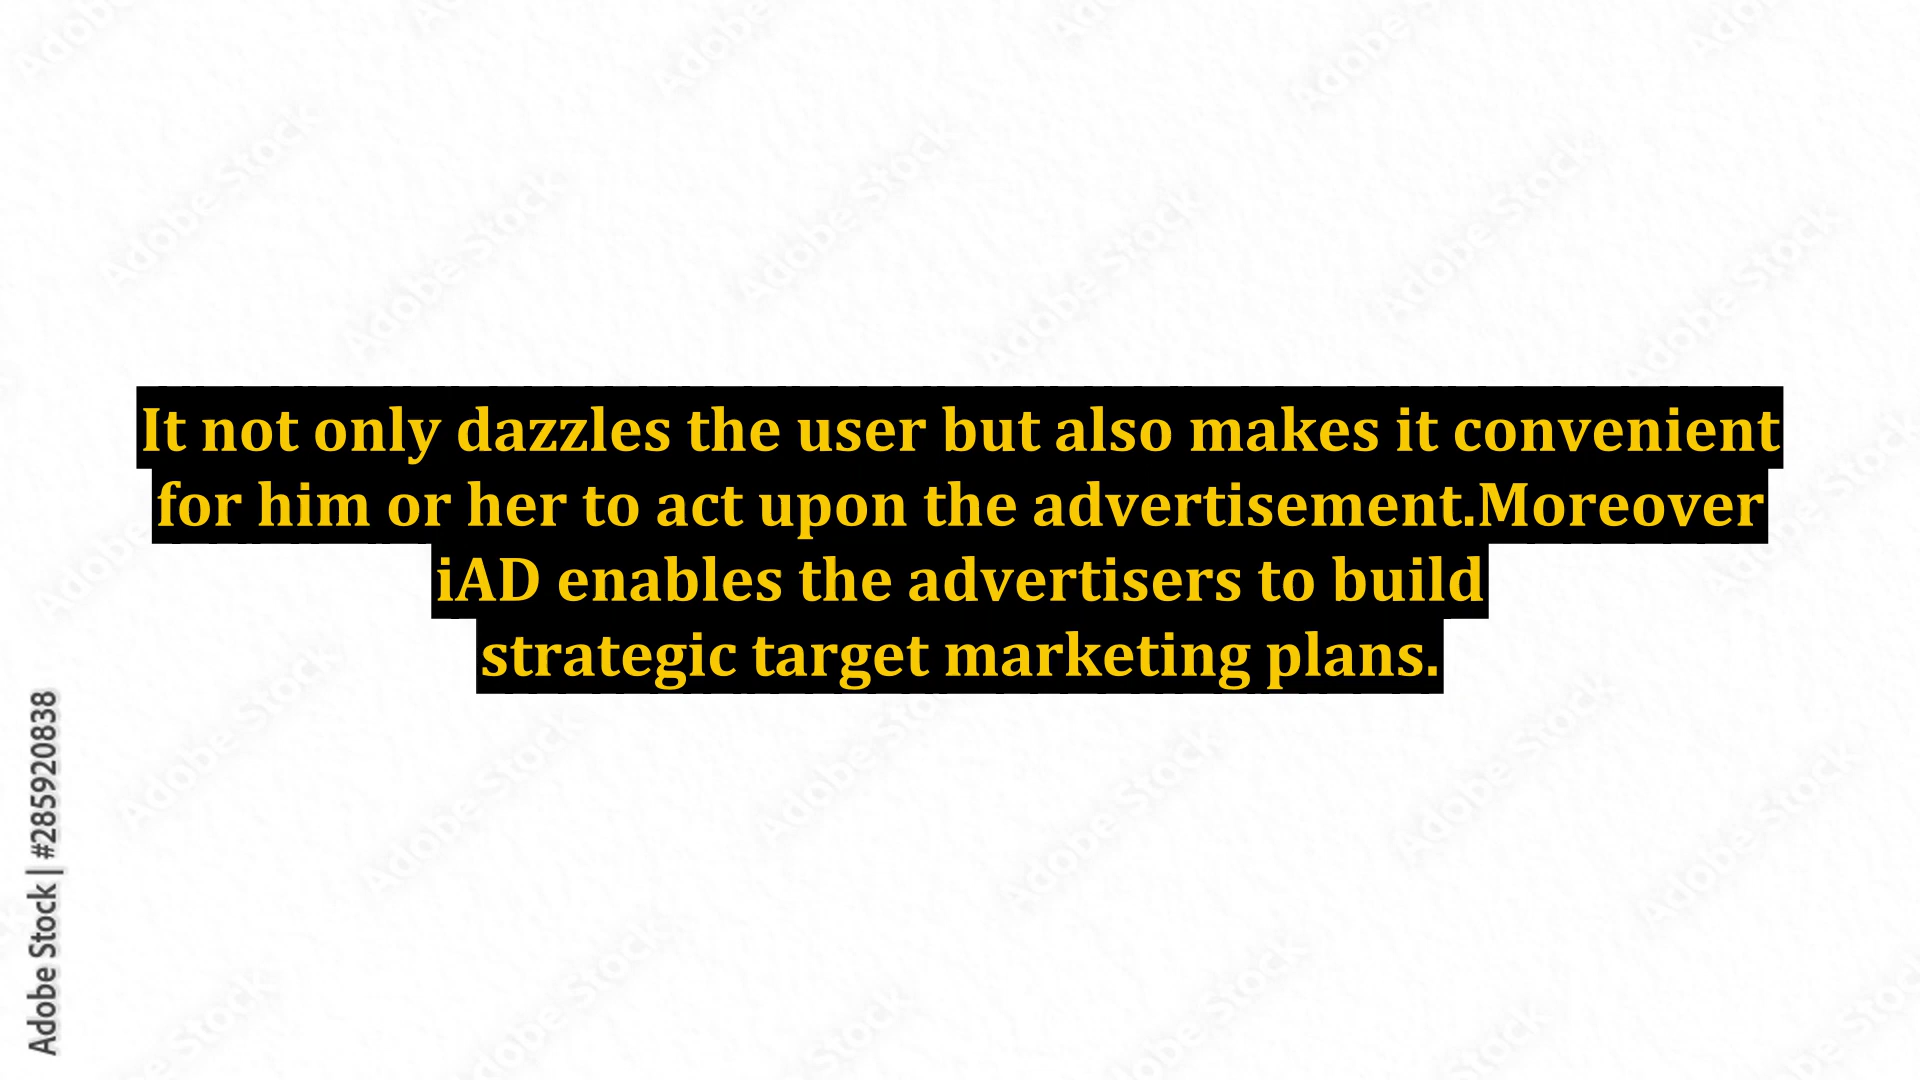 It not only dazzles the user but also makes it convenient
for him or her to act upon the advertisement.Moreover
iAD enables the advertisers to build
strategic target marketing plans.
Adobe Stock | #285920838